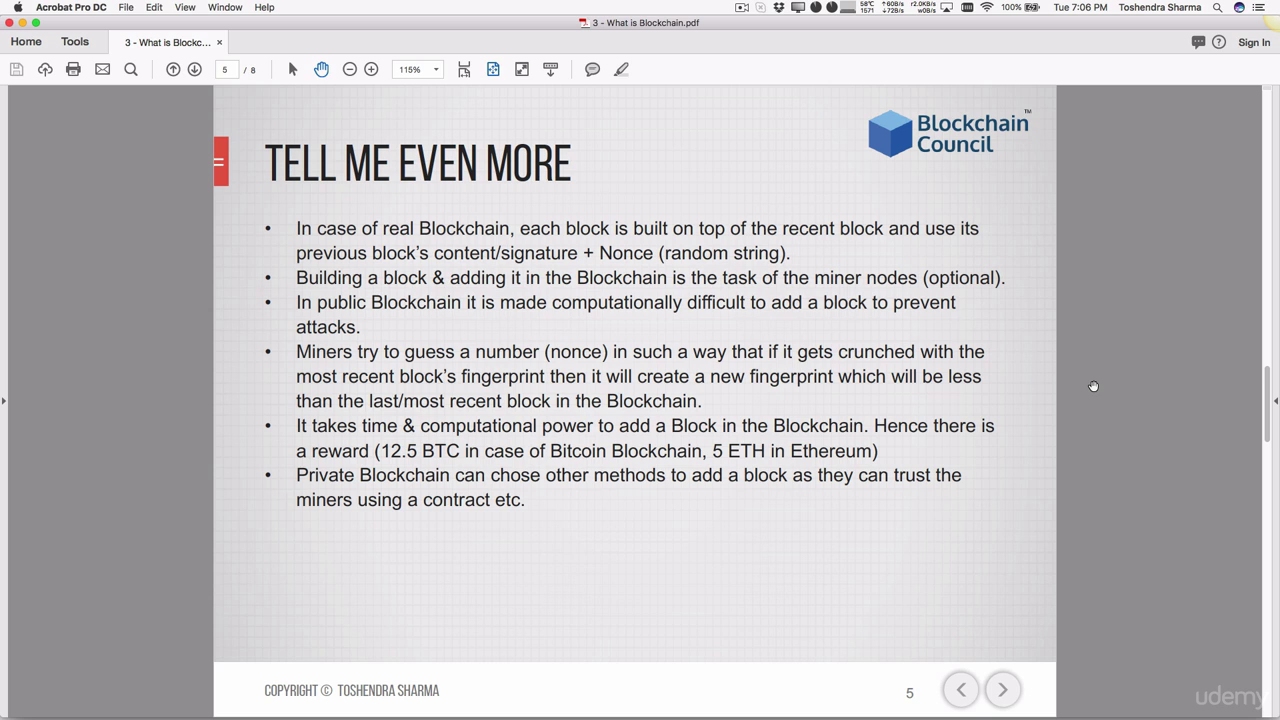 Acrobat Pro DC File Edit View Window Help
58°C 1571 ↑60B/s ↓72B/s r2.0KB/s w0B/s 100% Tue 7:06 PM Toshendra Sharma
3 - What is Blockchain.pdf
Home Tools 3 - What is Blockc... × Sign In
5 / 8 115%
Blockchain™
Council
TELL ME EVEN MORE
• In case of real Blockchain, each block is built on top of the recent block and use its
previous block's content/signature + Nonce (random string).
• Building a block & adding it in the Blockchain is the task of the miner nodes (optional).
• In public Blockchain it is made computationally difficult to add a block to prevent
attacks.
• Miners try to guess a number (nonce) in such a way that if it gets crunched with the
most recent block's fingerprint then it will create a new fingerprint which will be less
than the last/most recent block in the Blockchain.
• It takes time & computational power to add a Block in the Blockchain. Hence there is
a reward (12.5 BTC in case of Bitcoin Blockchain, 5 ETH in Ethereum)
• Private Blockchain can chose other methods to add a block as they can trust the
miners using a contract etc.
COPYRIGHT © TOSHENDRA SHARMA
5
udemy